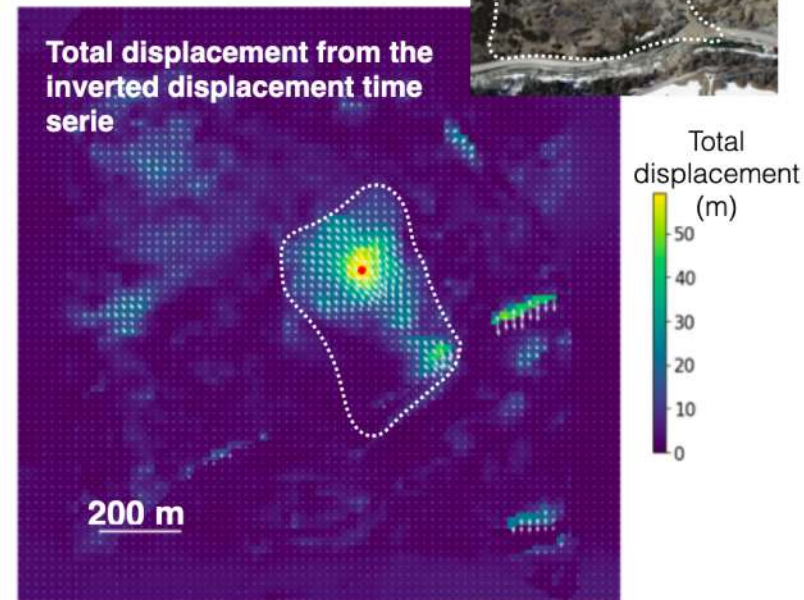 Total displacement from the
inverted displacement time
serie
Total
displacement
(m)
50
40
30
20
10
0
200 m